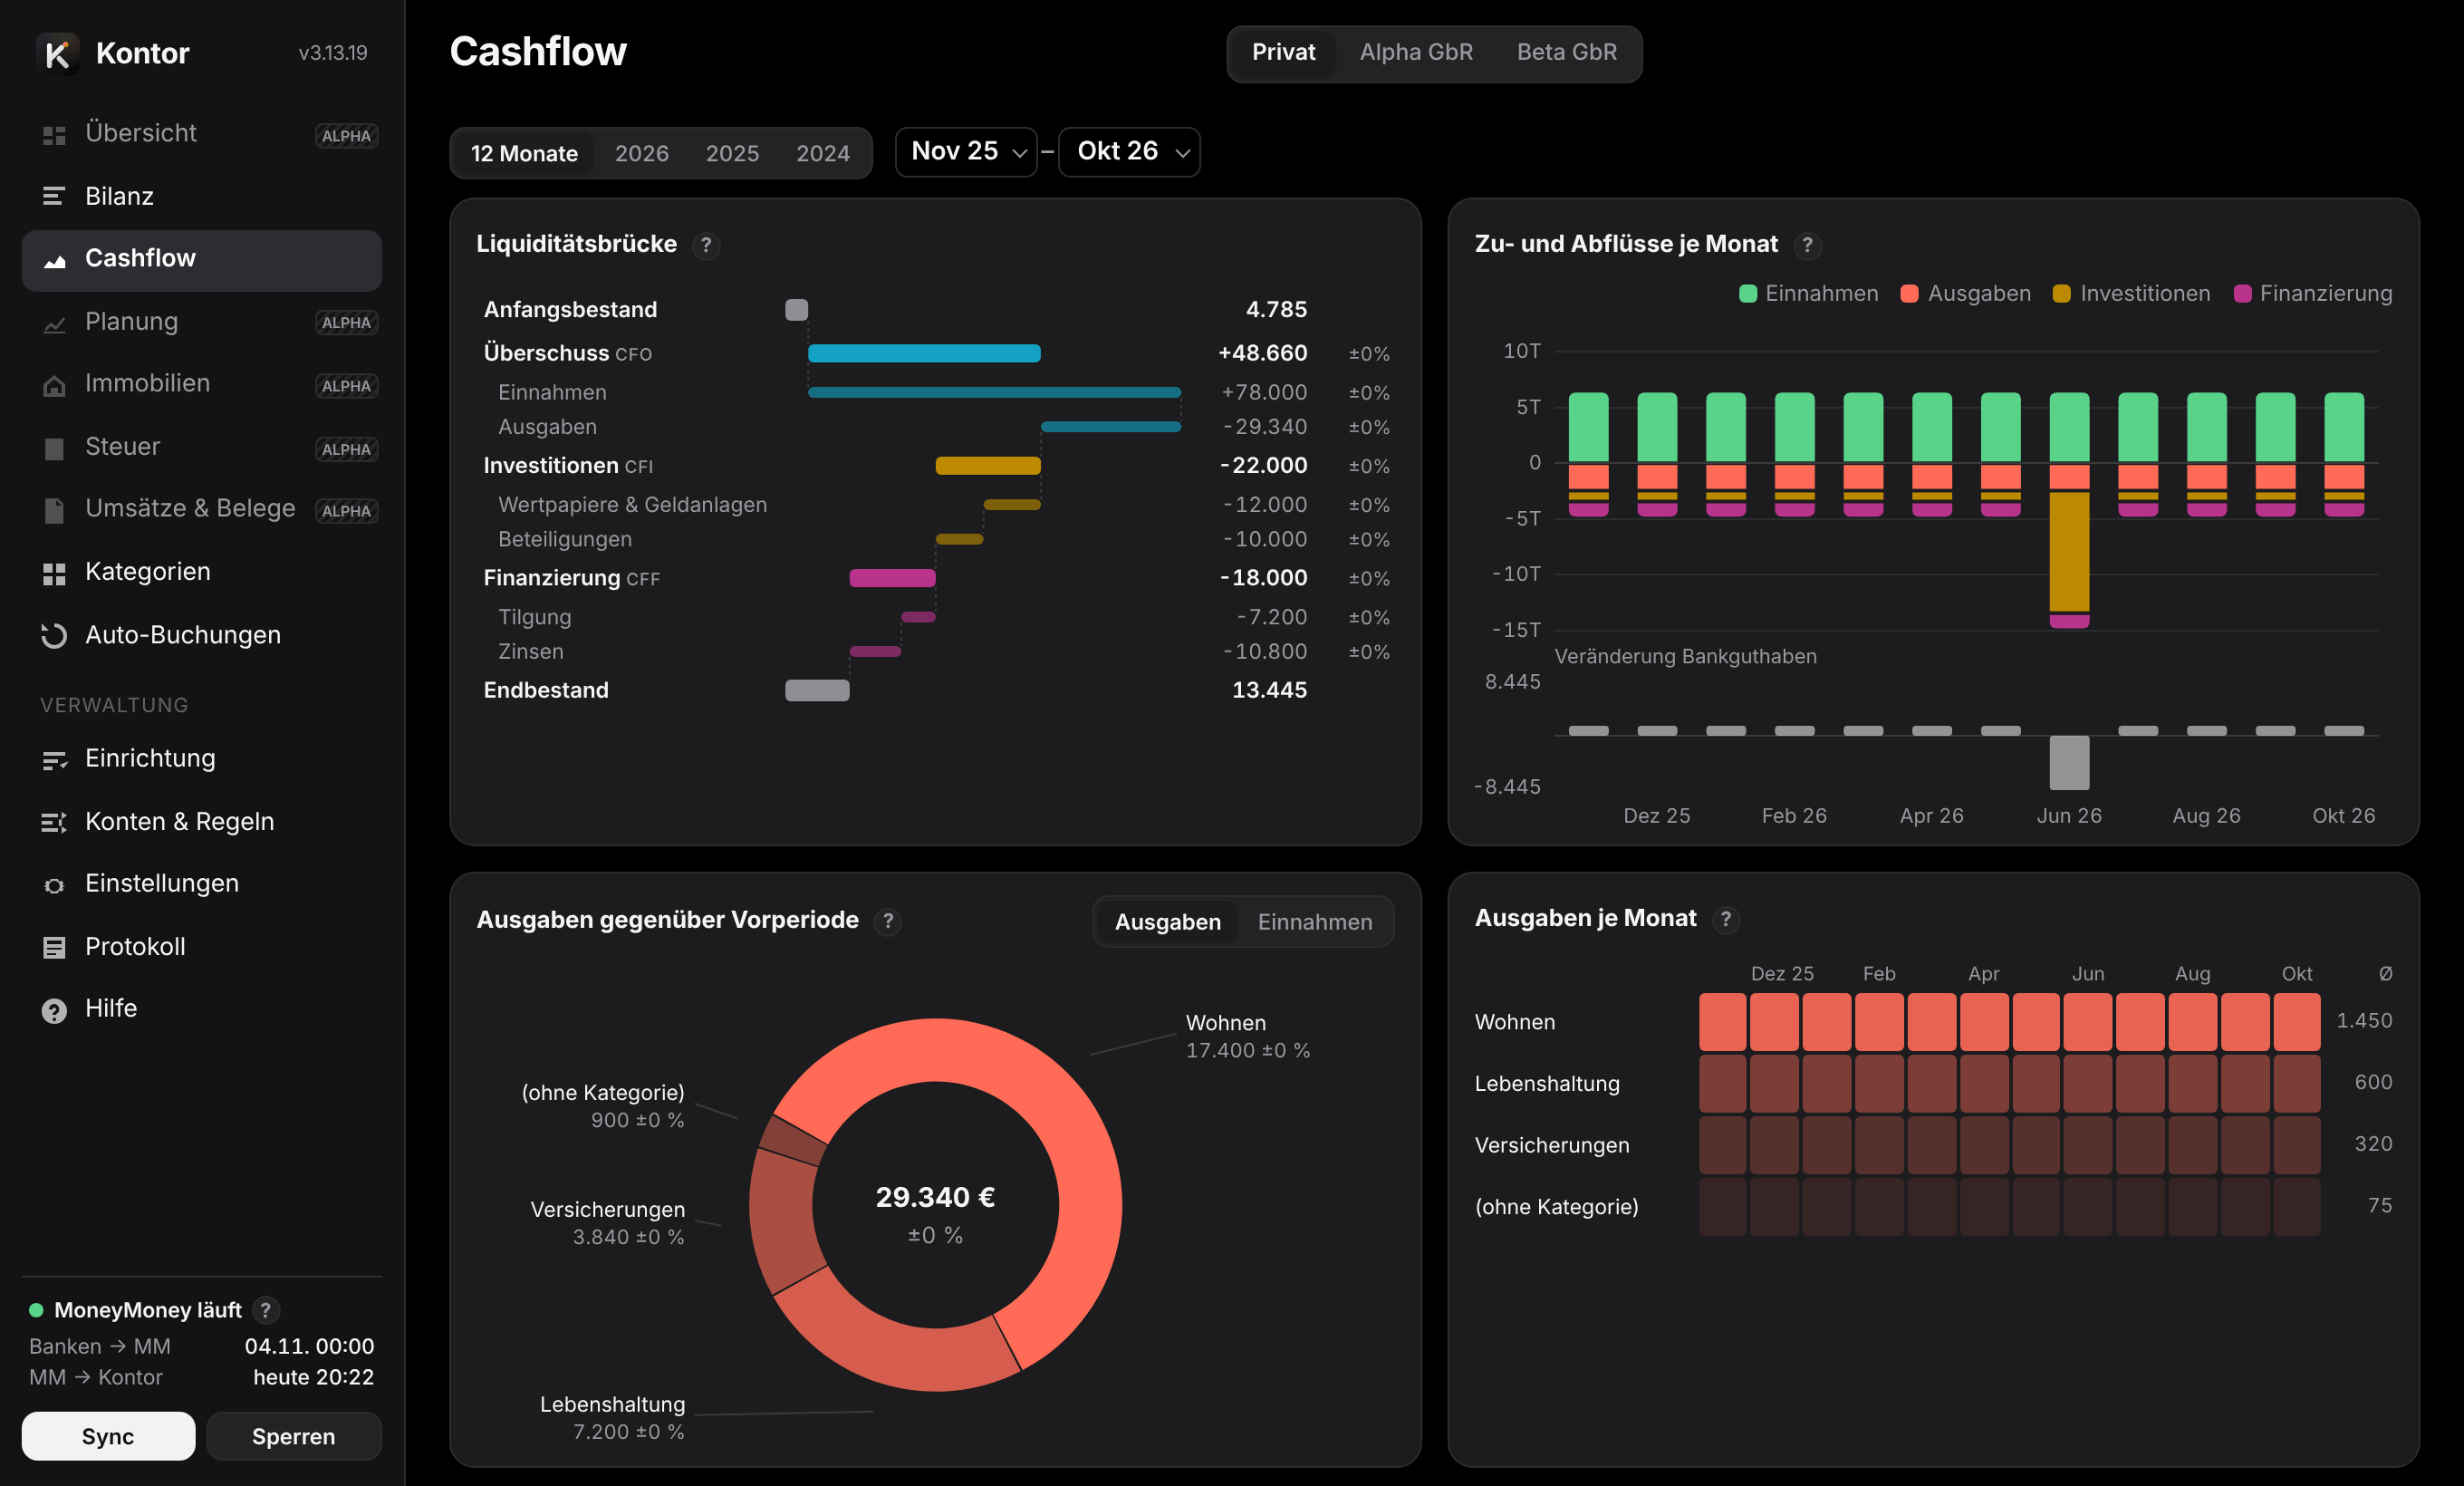 Kontor
v3.13.19
Übersicht ALPHA
Bilanz
Cashflow
Planung ALPHA
Immobilien ALPHA
Steuer ALPHA
Umsätze & Belege ALPHA
Kategorien
Auto-Buchungen
VERWALTUNG
Einrichtung
Konten & Regeln
Einstellungen
Protokoll
Hilfe
MoneyMoney läuft ?
Banken → MM 04.11. 00:00
MM → Kontor heute 20:22
Sync Sperren
Cashflow
Privat Alpha GbR Beta GbR
12 Monate 2026 2025 2024 Nov 25 – Okt 26
Liquiditätsbrücke ?
Anfangsbestand 4.785
Überschuss CFO +48.660 ±0%
Einnahmen +78.000 ±0%
Ausgaben -29.340 ±0%
Investitionen CFI -22.000 ±0%
Wertpapiere & Geldanlagen -12.000 ±0%
Beteiligungen -10.000 ±0%
Finanzierung CFF -18.000 ±0%
Tilgung -7.200 ±0%
Zinsen -10.800 ±0%
Endbestand 13.445
Zu- und Abflüsse je Monat ?
Einnahmen Ausgaben Investitionen Finanzierung
10T
5T
0
-5T
-10T
-15T
Veränderung Bankguthaben
8.445
-8.445
Dez 25 Feb 26 Apr 26 Jun 26 Aug 26 Okt 26
Ausgaben gegenüber Vorperiode ?
Ausgaben Einnahmen
Wohnen
17.400 ±0 %
(ohne Kategorie)
900 ±0 %
Versicherungen
3.840 ±0 %
29.340 €
±0 %
Lebenshaltung
7.200 ±0 %
Ausgaben je Monat ?
Dez 25 Feb Apr Jun Aug Okt Ø
Wohnen 1.450
Lebenshaltung 600
Versicherungen 320
(ohne Kategorie) 75